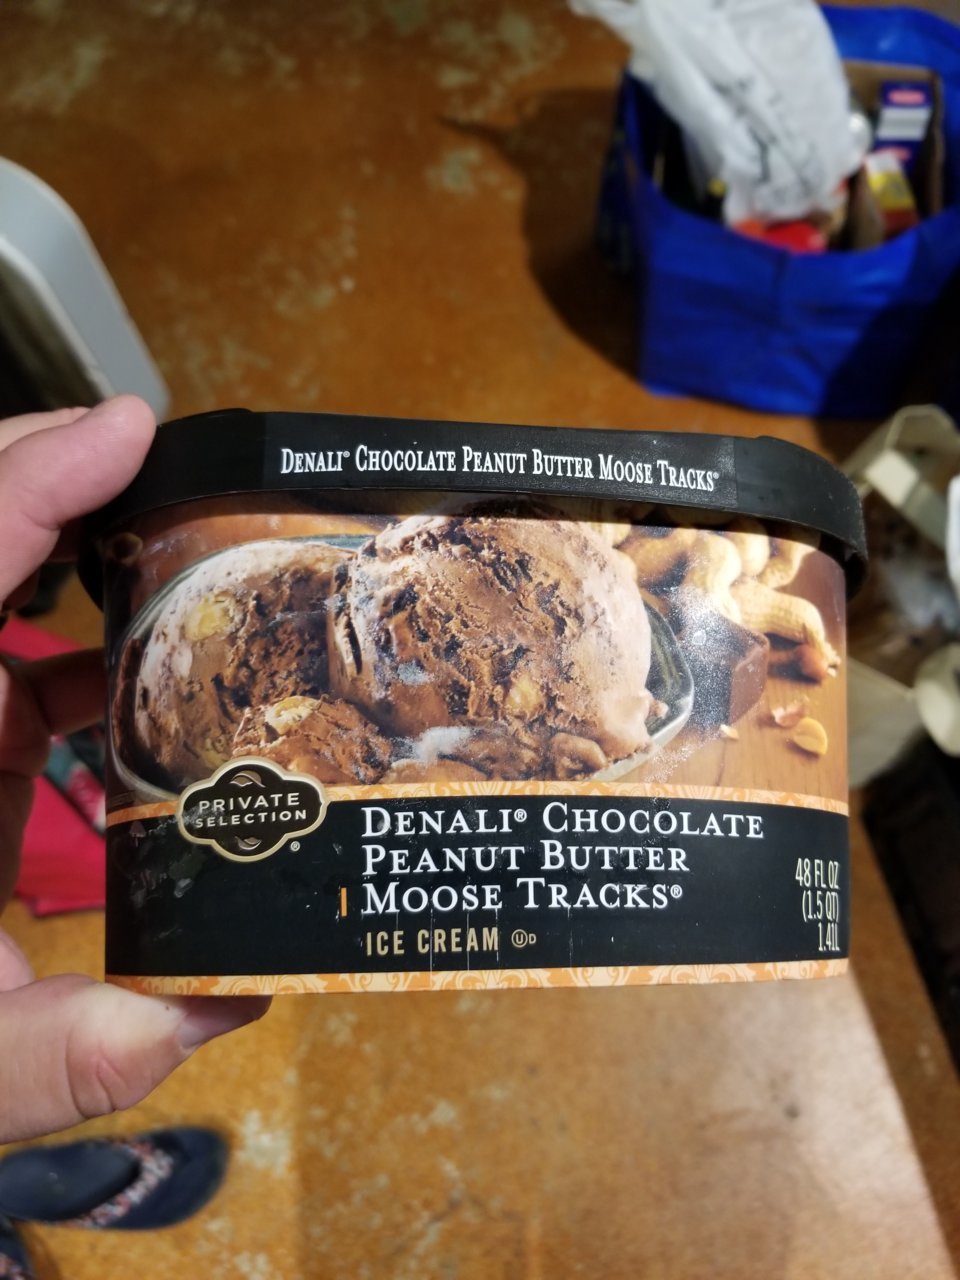 DENALI® CHOCOLATE PEANUT BUTTER MOOSE TRACKS®
PRIVATE
SELECTION
®
DENALI® CHOCOLATE
PEANUT BUTTER
MOOSE TRACKS®
ICE CREAM Ⓤ D
48 FL OZ
(1.5 QT)
1.41L